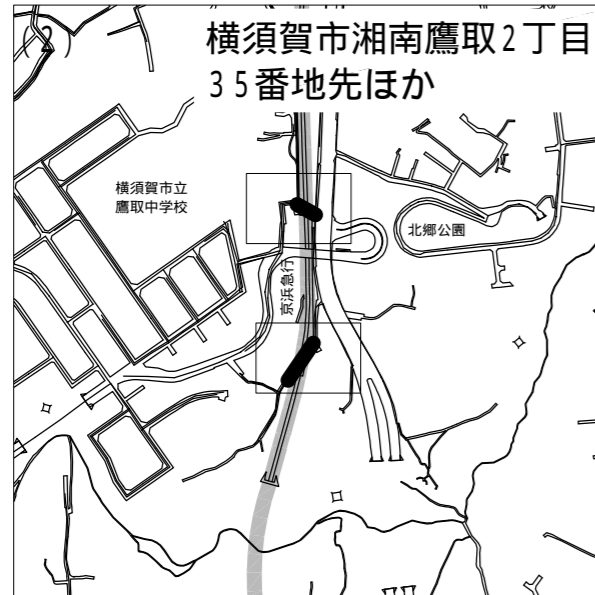 横須賀市湘南鷹取2丁目
35番地先ほか
横須賀市立
鷹取中学校
北郷公園
京浜急行